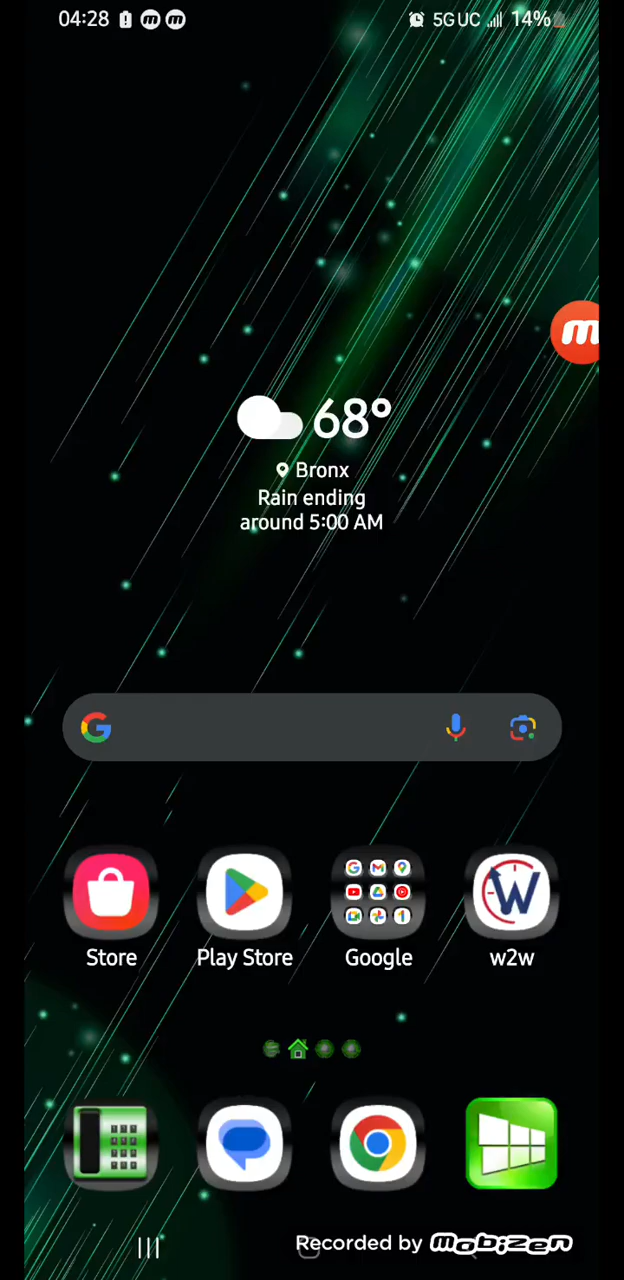 04:28
5G UC
14%
68°
Bronx
Rain ending
around 5:00 AM
Store
Play Store
Google
w2w
Recorded by mobizen